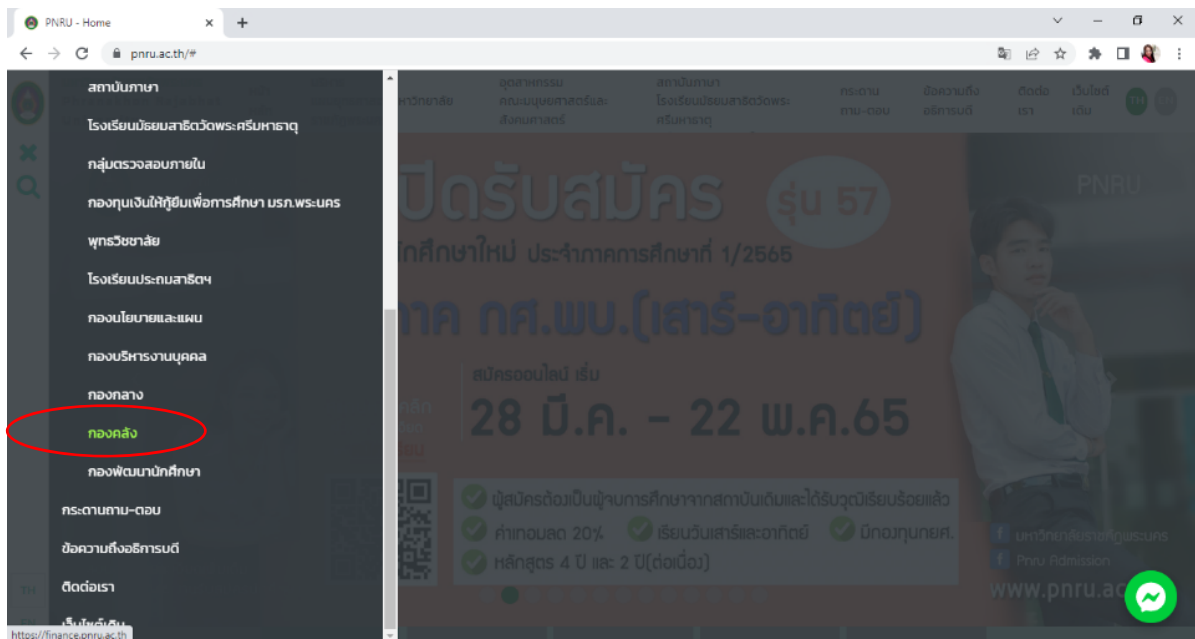 PNRU - Home
pnru.ac.th/#
สถาบันภาษา
โรงเรียนมัธยมสาธิตวัดพระศรีมหาธาตุ
กลุ่มตรวจสอบภายใน
กองทุนเงินให้กู้ยืมเพื่อการศึกษา มรภ.พระนคร
พุทธวิชชาลัย
โรงเรียนประถมสาธิตฯ
กองนโยบายและแผน
กองบริหารงานบุคคล
กองกลาง
กองคลัง
กองพัฒนานักศึกษา
กระดานถาม-ตอบ
ข้อความถึงอธิการบดี
ติดต่อเรา
เว็บไซต์เดิม
https://finance.pnru.ac.th
อุตสาหกรรม
คณะมนุษยศาสตร์และ
สังคมศาสตร์
สถาบันภาษา
โรงเรียนมัธยมสาธิตวัดพระ
ศรีมหาธาตุ
กระดาน
ถาม-ตอบ
ข้อความถึง
อธิการบดี
ติดต่อ
เรา
เว็บไซต์
เดิม
TH
PNRU
ปิดรับสมัคร รุ่น 57
นักศึกษาใหม่ ประจำภาคการศึกษาที่ 1/2565
ภาค กศ.พบ.(เสาร์-อาทิตย์)
สมัครออนไลน์ เริ่ม
28 มี.ค. - 22 พ.ค.65
ผู้สมัครต้องเป็นผู้จบการศึกษาจากสถาบันเดิมและได้รับวุฒิเรียบร้อยแล้ว
ค่าเทอมลด 20% เรียนวันเสาร์และอาทิตย์ มีกองทุนกยศ.
หลักสูตร 4 ปี และ 2 ปี(ต่อเนื่อง)
มหาวิทยาลัยราชภัฏพระนคร
Pnru Admission
www.pnru.ac
TH